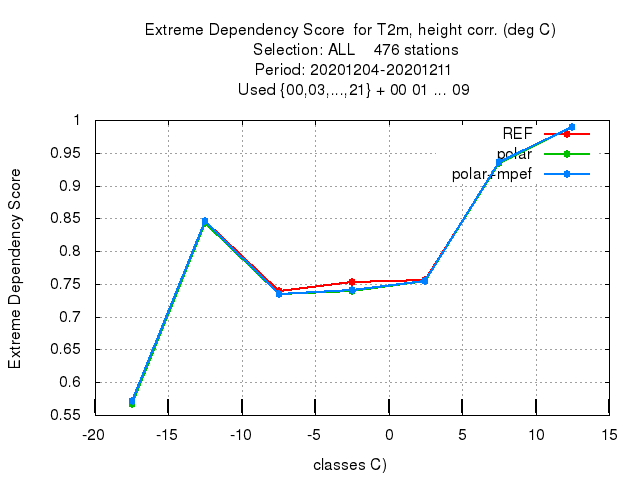 Extreme Dependency Score for T2m, height corr. (deg C)
Selection: ALL 476 stations
Period: 20201204-20201211
Used {00,03,...,21} + 00 01 ... 09
REF
polar
polar+mpef
Extreme Dependency Score
1
0.95
0.9
0.85
0.8
0.75
0.7
0.65
0.6
0.55
-20 -15 -10 -5 0 5 10 15
classes C)